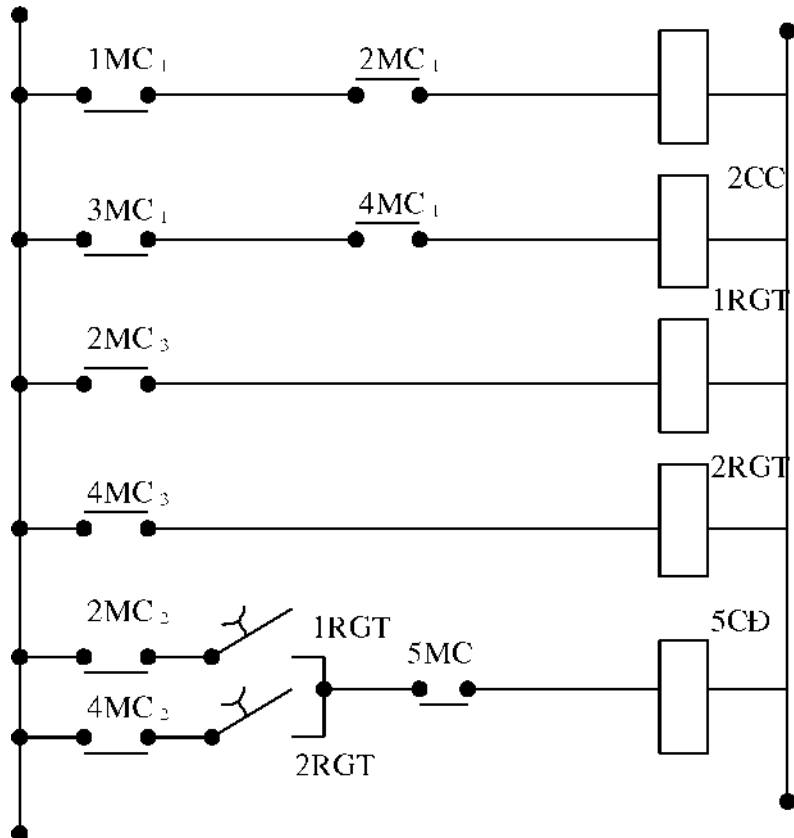 1MC₁ 2MC₁
2CC
3MC₁ 4MC₁
1RGT
2MC₃
2RGT
4MC₃
2MC₂ 1RGT 5MC 5CĐ
4MC₂
2RGT